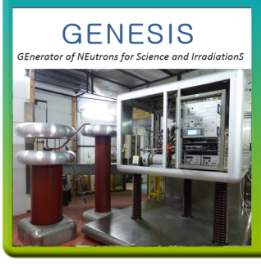 GENESIS
GEnerator of NEutrons for Science and IrradiationS